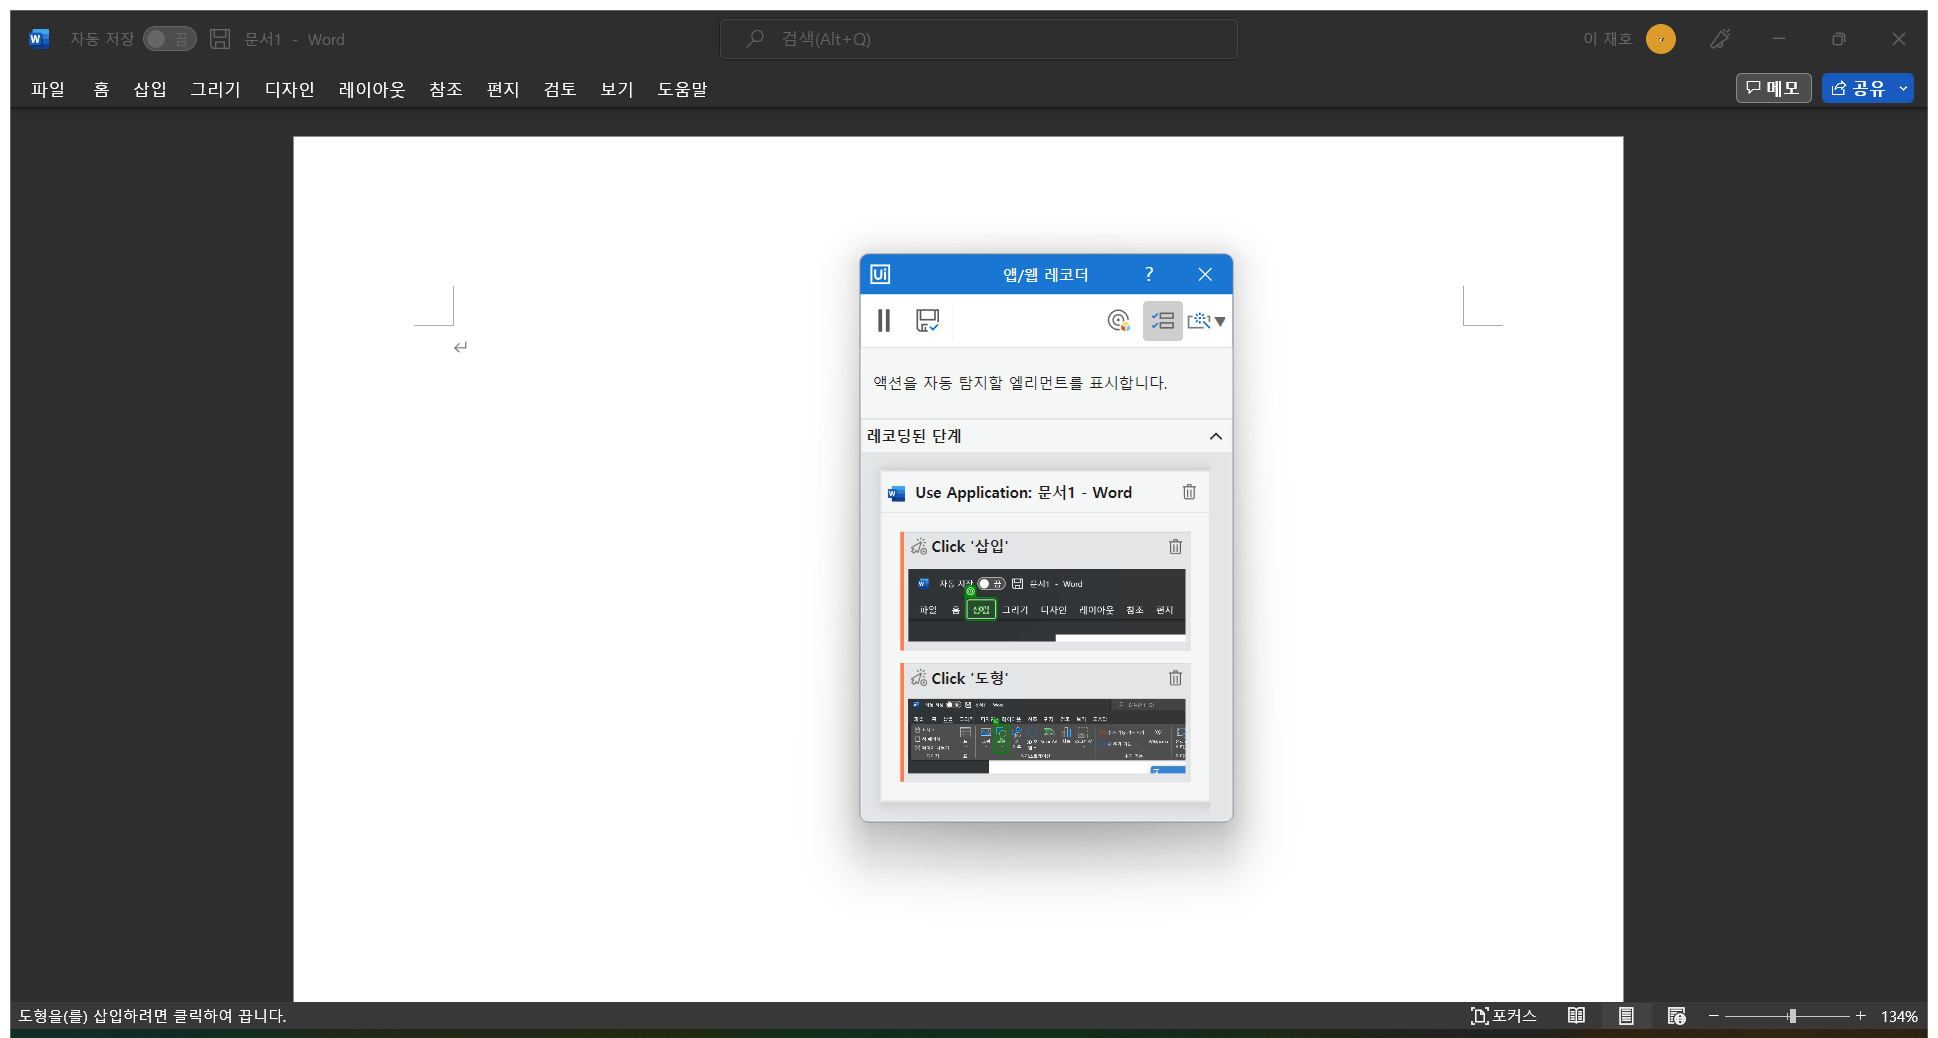 자동 저장 끔 문서1 - Word
검색(Alt+Q)
이 재호
파일 홈 삽입 그리기 디자인 레이아웃 참조 편지 검토 보기 도움말
메모 공유
Ui 앱/웹 레코더 ?
액션을 자동 탐지할 엘리먼트를 표시합니다.
레코딩된 단계
Use Application: 문서1 - Word
Click '삽입'
자동 저장 끔 문서1 - Word
파일 홈 삽입 그리기 디자인 레이아웃 참조 편지
Click '도형'
도형을(를) 삽입하려면 클릭하여 끕니다.
포커스
134%